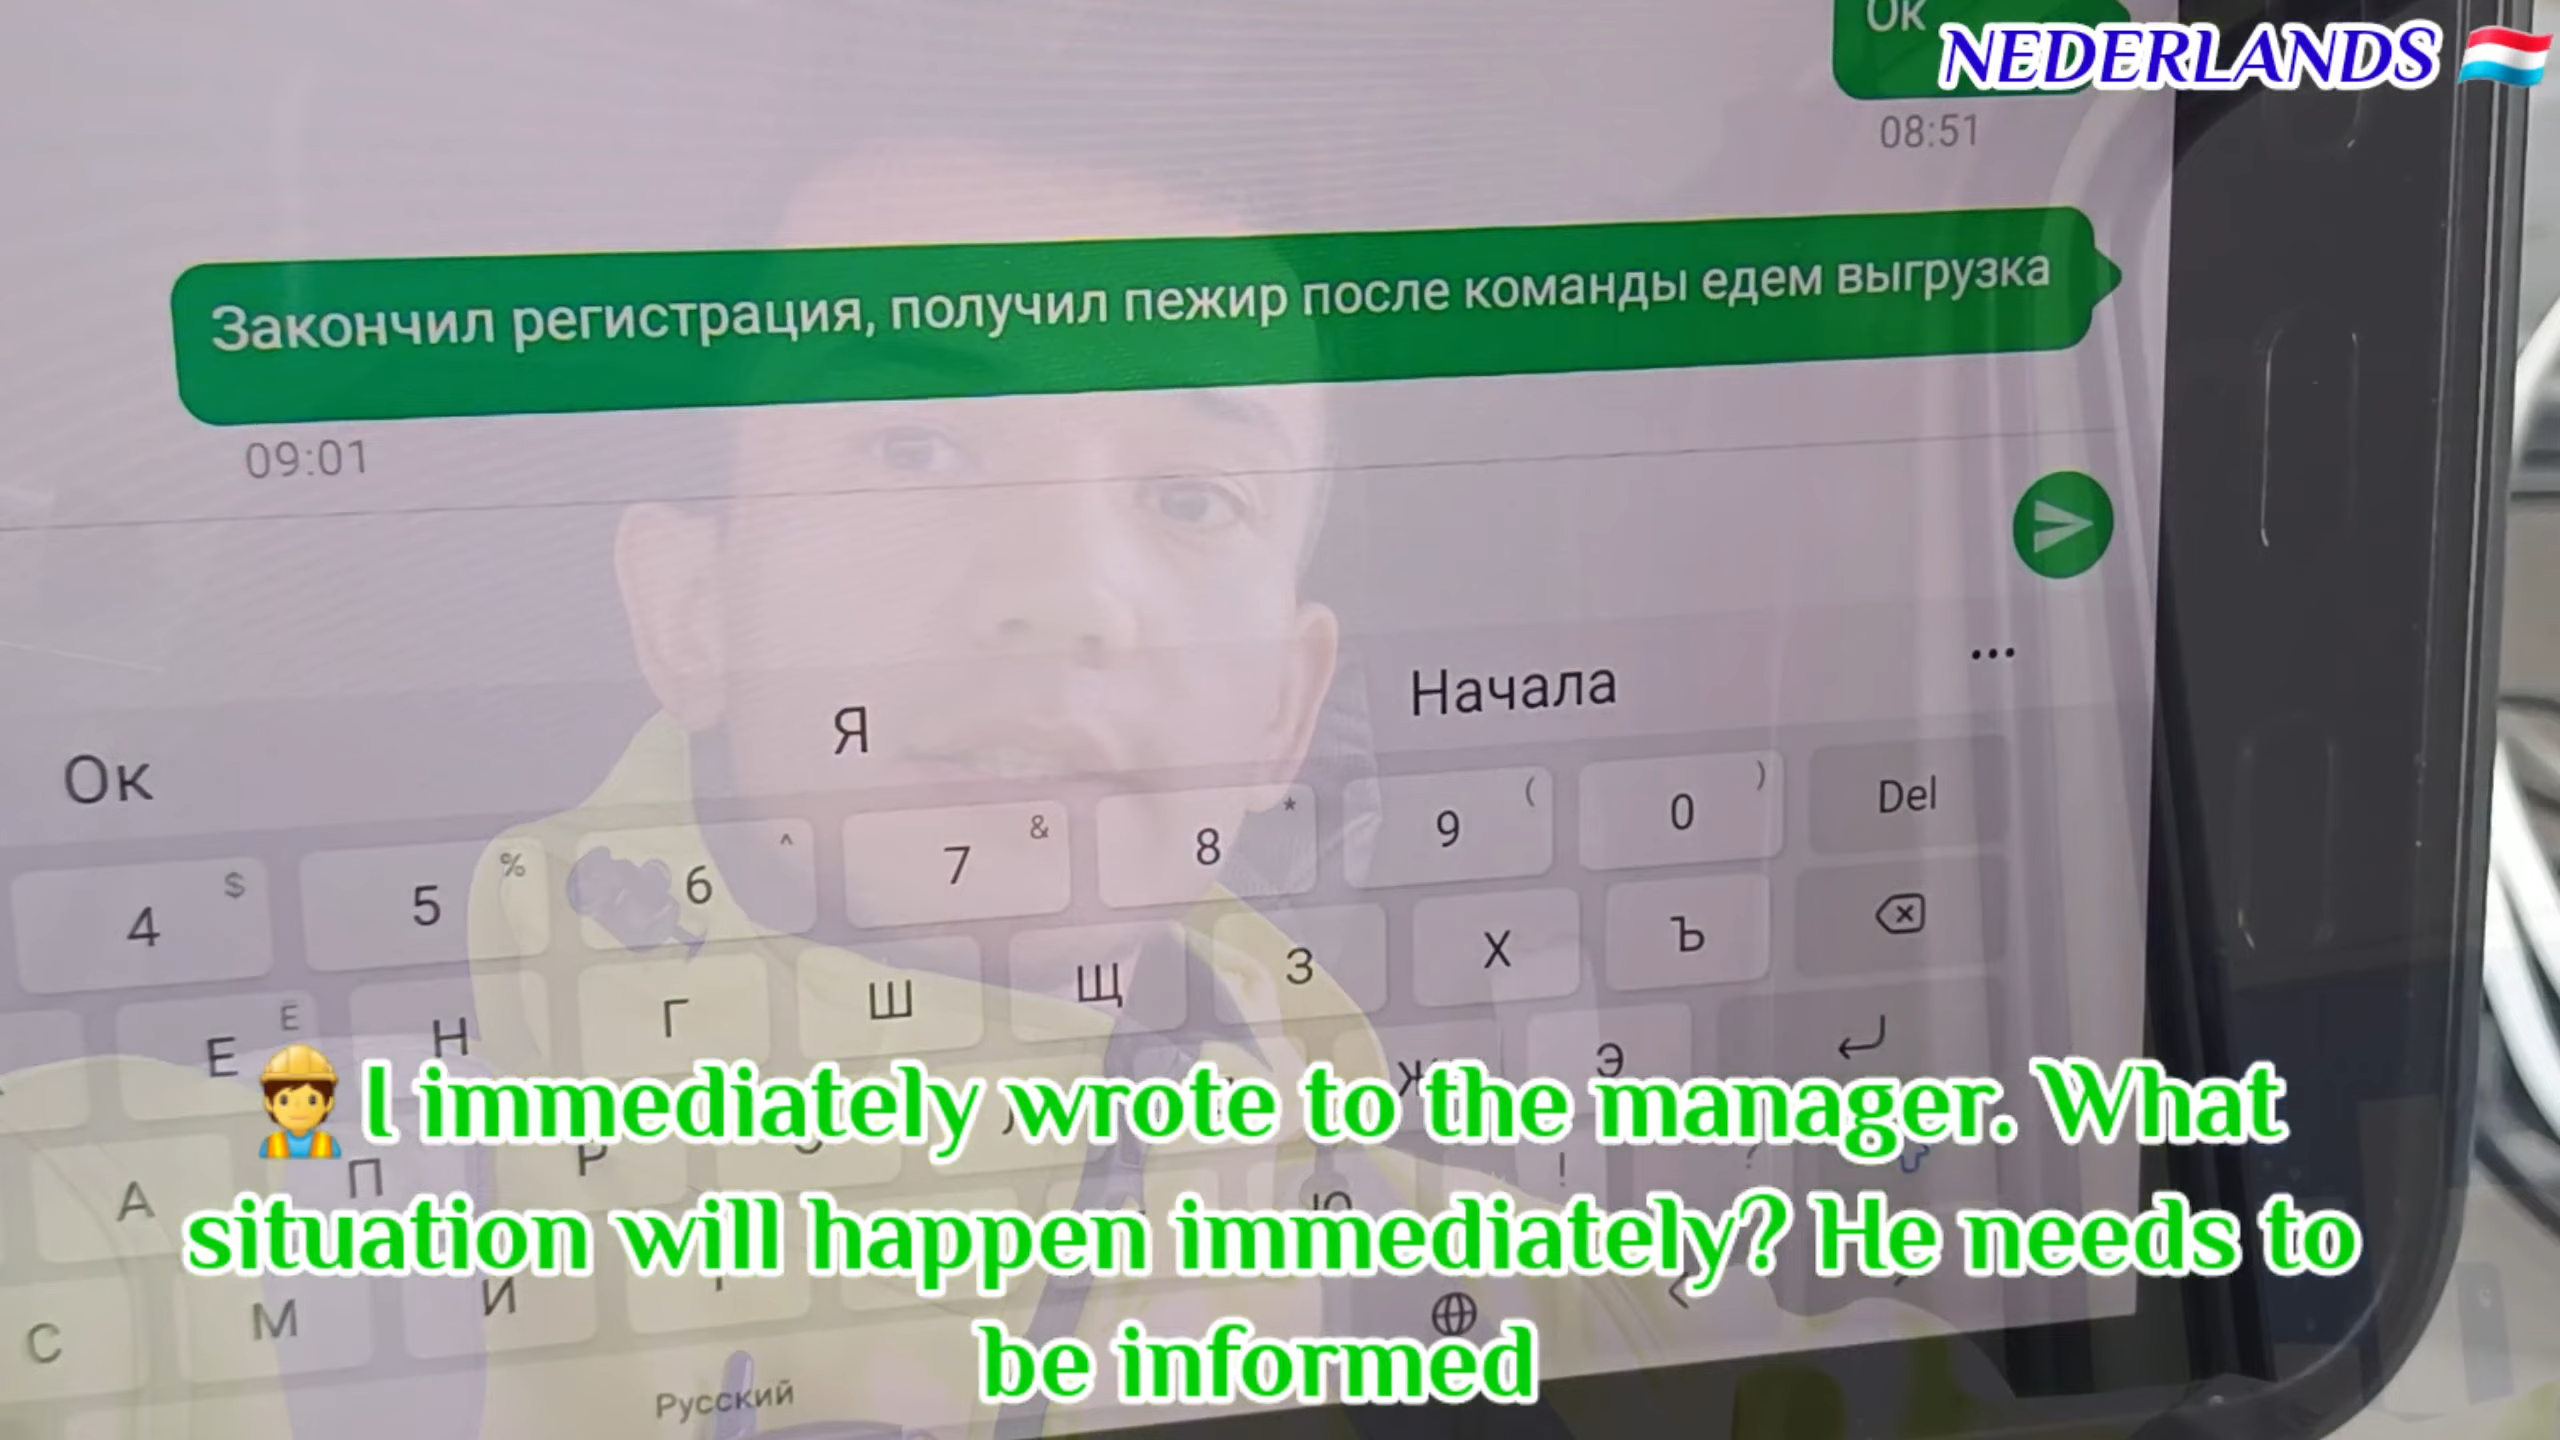 Ок
NEDERLANDS
08:51
Закончил регистрация, получил пежир после команды едем выгрузка
09:01
Ок Я Начала ...
4 $ 5 % 6 ^ 7 & 8 * 9 ( 0 ) Del
Е Ё Н Г Ш Щ З Х Ъ
А П Р Ж Э
С М И Ю ! ?
Русский
I immediately wrote to the manager. What
situation will happen immediately? He needs to
be informed